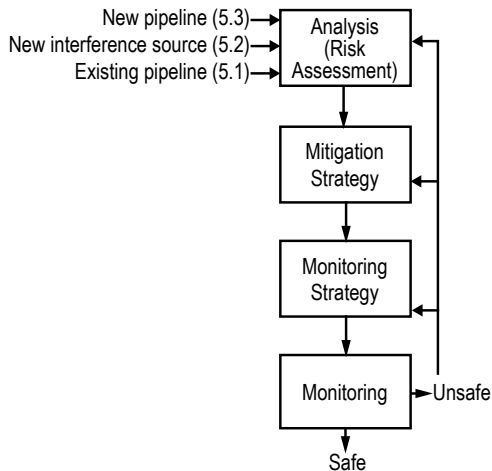 New pipeline (5.3)
New interference source (5.2)
Existing pipeline (5.1)
Analysis
(Risk
Assessment)
Mitigation
Strategy
Monitoring
Strategy
Monitoring
Unsafe
Safe